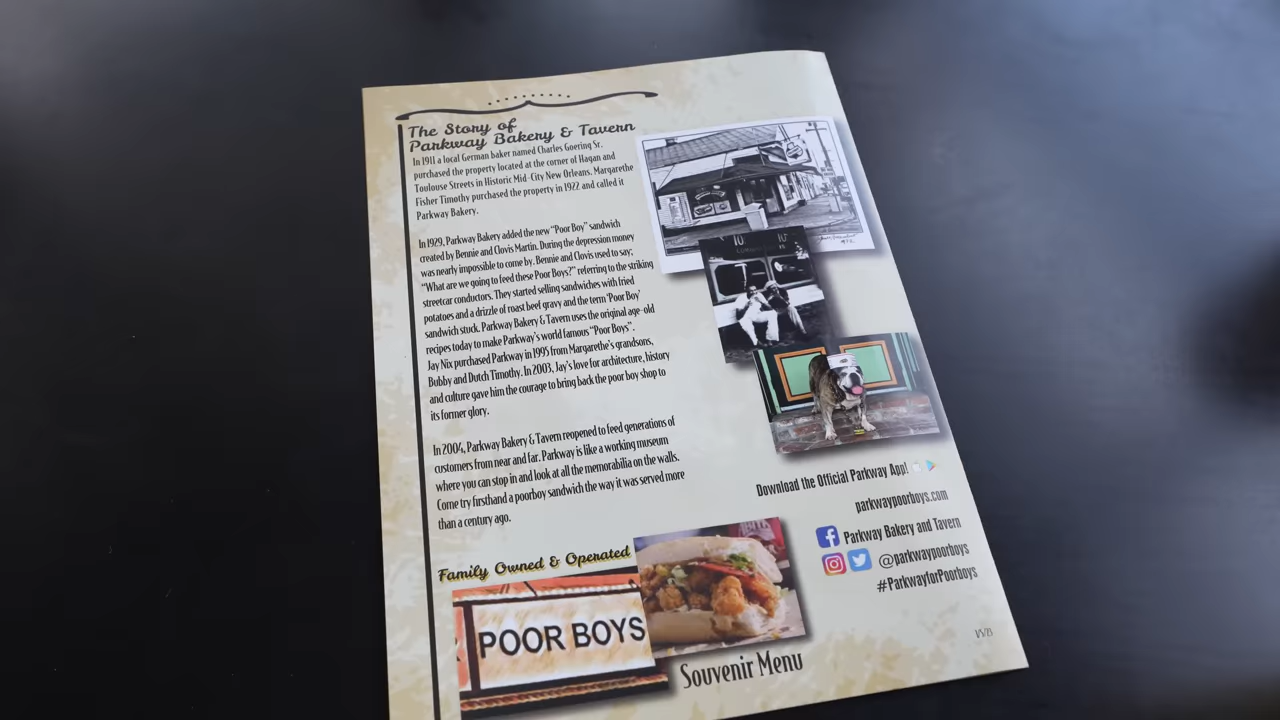 The Story of
Parkway Bakery & Tavern
In 1911 a local German baker named Charles Goering Sr.
purchased the property located at the corner of Hagan and
Toulouse Streets in Historic Mid-City New Orleans. Margarethe
Fisher Timothy purchased the property in 1922 and called it
Parkway Bakery.
In 1929, Parkway Bakery added the new "Poor Boy" sandwich
created by Bennie and Clovis Martin. During the depression money
was nearly impossible to come by. Bennie and Clovis used to say;
"What are we going to feed these Poor Boys?" referring to the striking
streetcar conductors. They started selling sandwiches with fried
potatoes and a drizzle of roast beef gravy and the term 'Poor Boy'
sandwich stuck. Parkway Bakery & Tavern uses the original age-old
recipes today to make Parkway's world famous "Poor Boys".
Jay Nix purchased Parkway in 1995 from Margarethe's grandsons,
Bubby and Dutch Timothy. In 2003, Jay's love for architecture, history
and culture gave him the courage to bring back the poor boy shop to
its former glory.
In 2004, Parkway Bakery & Tavern reopened to feed generations of
customers from near and far. Parkway is like a working museum
where you can stop in and look at all the memorabilia on the walls.
Come try firsthand a poorboy sandwich the way it was served more
than a century ago.
Family Owned & Operated
POOR BOYS
Souvenir Menu
Download the Official Parkway App!
parkwaypoorboys.com
Parkway Bakery and Tavern
@parkwaypoorboys
#ParkwayforPoorboys